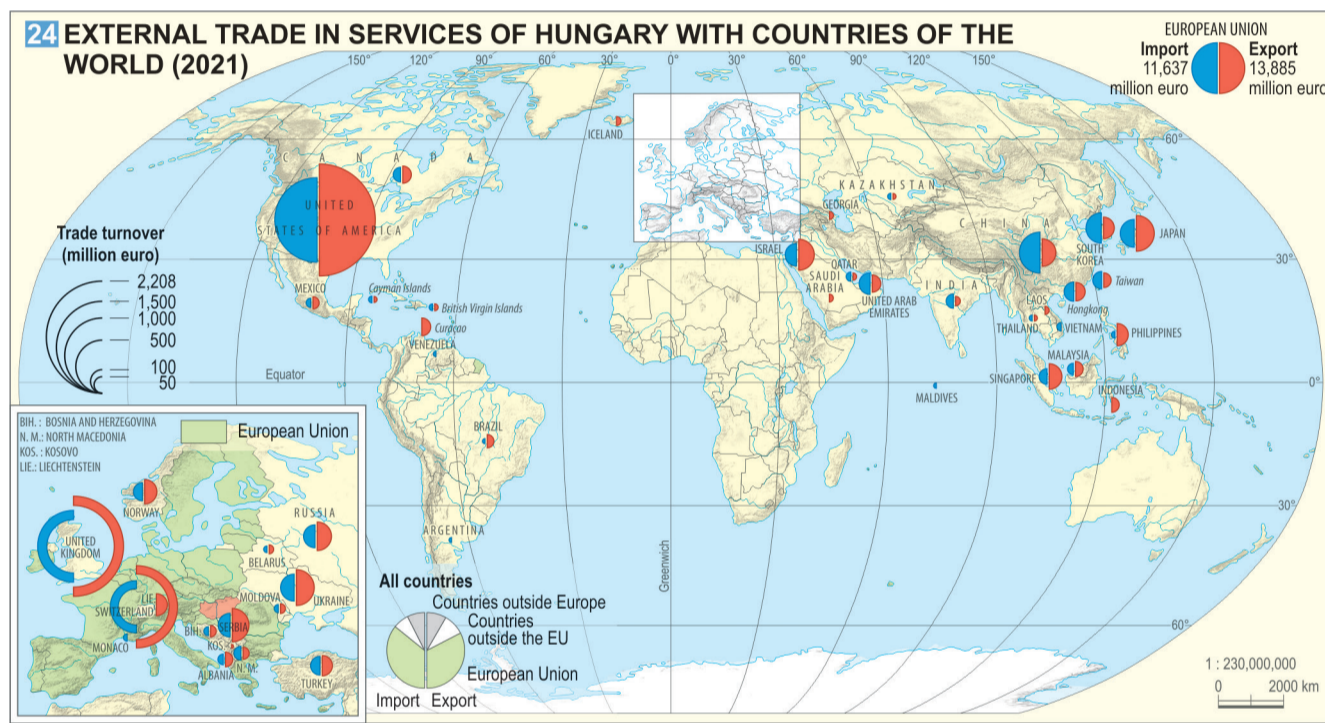 24 EXTERNAL TRADE IN SERVICES OF HUNGARY WITH COUNTRIES OF THE
WORLD (2021)
EUROPEAN UNION
Import
11,637
million euro
Export
13,885
million euro
150°
120°
90°
60°
30°
0°
30°
60°
90°
120°
150°
60°
30°
0°
30°
60°
ICELAND
CANADA
UNITED
STATES OF AMERICA
MEXICO
Cayman Islands
British Virgin Islands
Curaçao
VENEZUELA
BRAZIL
ARGENTINA
Equator
Greenwich
KAZAKHSTAN
GEORGIA
CHINA
SOUTH
KOREA
JAPAN
ISRAEL
QATAR
SAUDI
ARABIA
UNITED ARAB
EMIRATES
INDIA
Taiwan
Hongkong
LAOS
THAILAND
VIETNAM
PHILIPPINES
MALAYSIA
SINGAPORE
INDONESIA
MALDIVES
Trade turnover
(million euro)
2,208
1,500
1,000
500
100
50
BIH. : BOSNIA AND HERZEGOVINA
N. M.: NORTH MACEDONIA
KOS. : KOSOVO
LIE.: LIECHTENSTEIN
European Union
NORWAY
RUSSIA
UNITED
KINGDOM
BELARUS
LIE.
SWITZERLAND
MOLDOVA
UKRAINE
BIH.
SERBIA
MONACO
KOS.
ALBANIA
N. M.
TURKEY
All countries
Countries outside Europe
Countries
outside the EU
European Union
Import
Export
1 : 230,000,000
0
2000 km